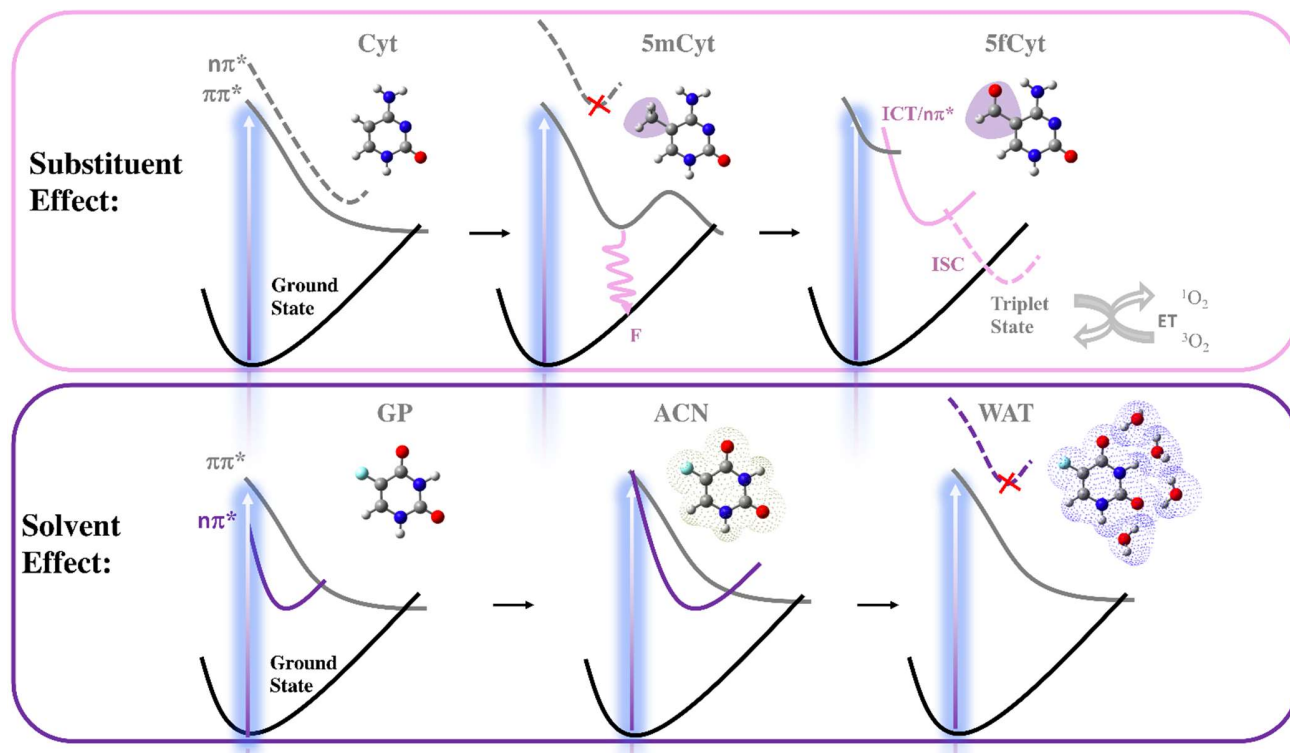 Substituent
Effect:
Cyt
nπ*
ππ*
Ground
State
5mCyt
F
5fCyt
ICT/nπ*
ISC
Triplet
State
ET
¹O₂
³O₂
Solvent
Effect:
GP
ππ*
nπ*
Ground
State
ACN
WAT